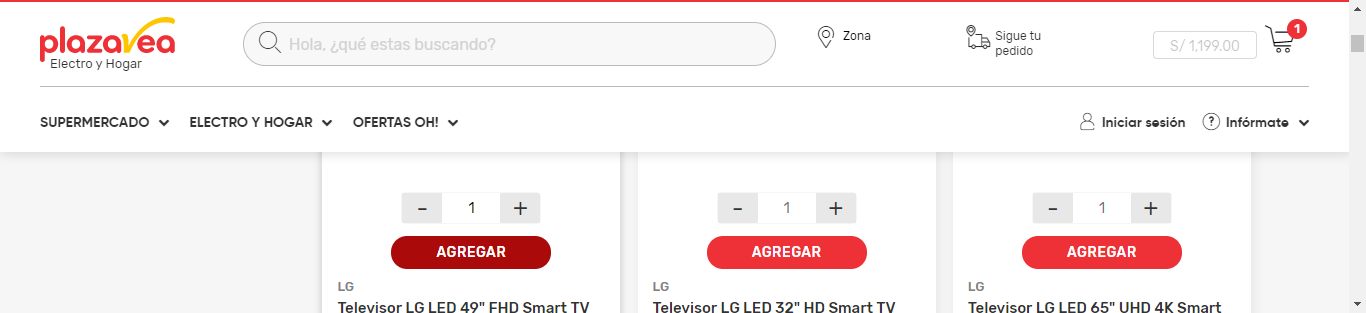 plazavea
Electro y Hogar
Hola, ¿qué estas buscando?
Zona
Sigue tu
pedido
S/ 1,199.00
1
SUPERMERCADO
ELECTRO Y HOGAR
OFERTAS OH!
Iniciar sesión
? Infórmate
- 1 +
- 1 +
- 1 +
AGREGAR
AGREGAR
AGREGAR
LG
LG
LG
Televisor LG LED 49" FHD Smart TV
Televisor LG LED 32" HD Smart TV
Televisor LG LED 65" UHD 4K Smart